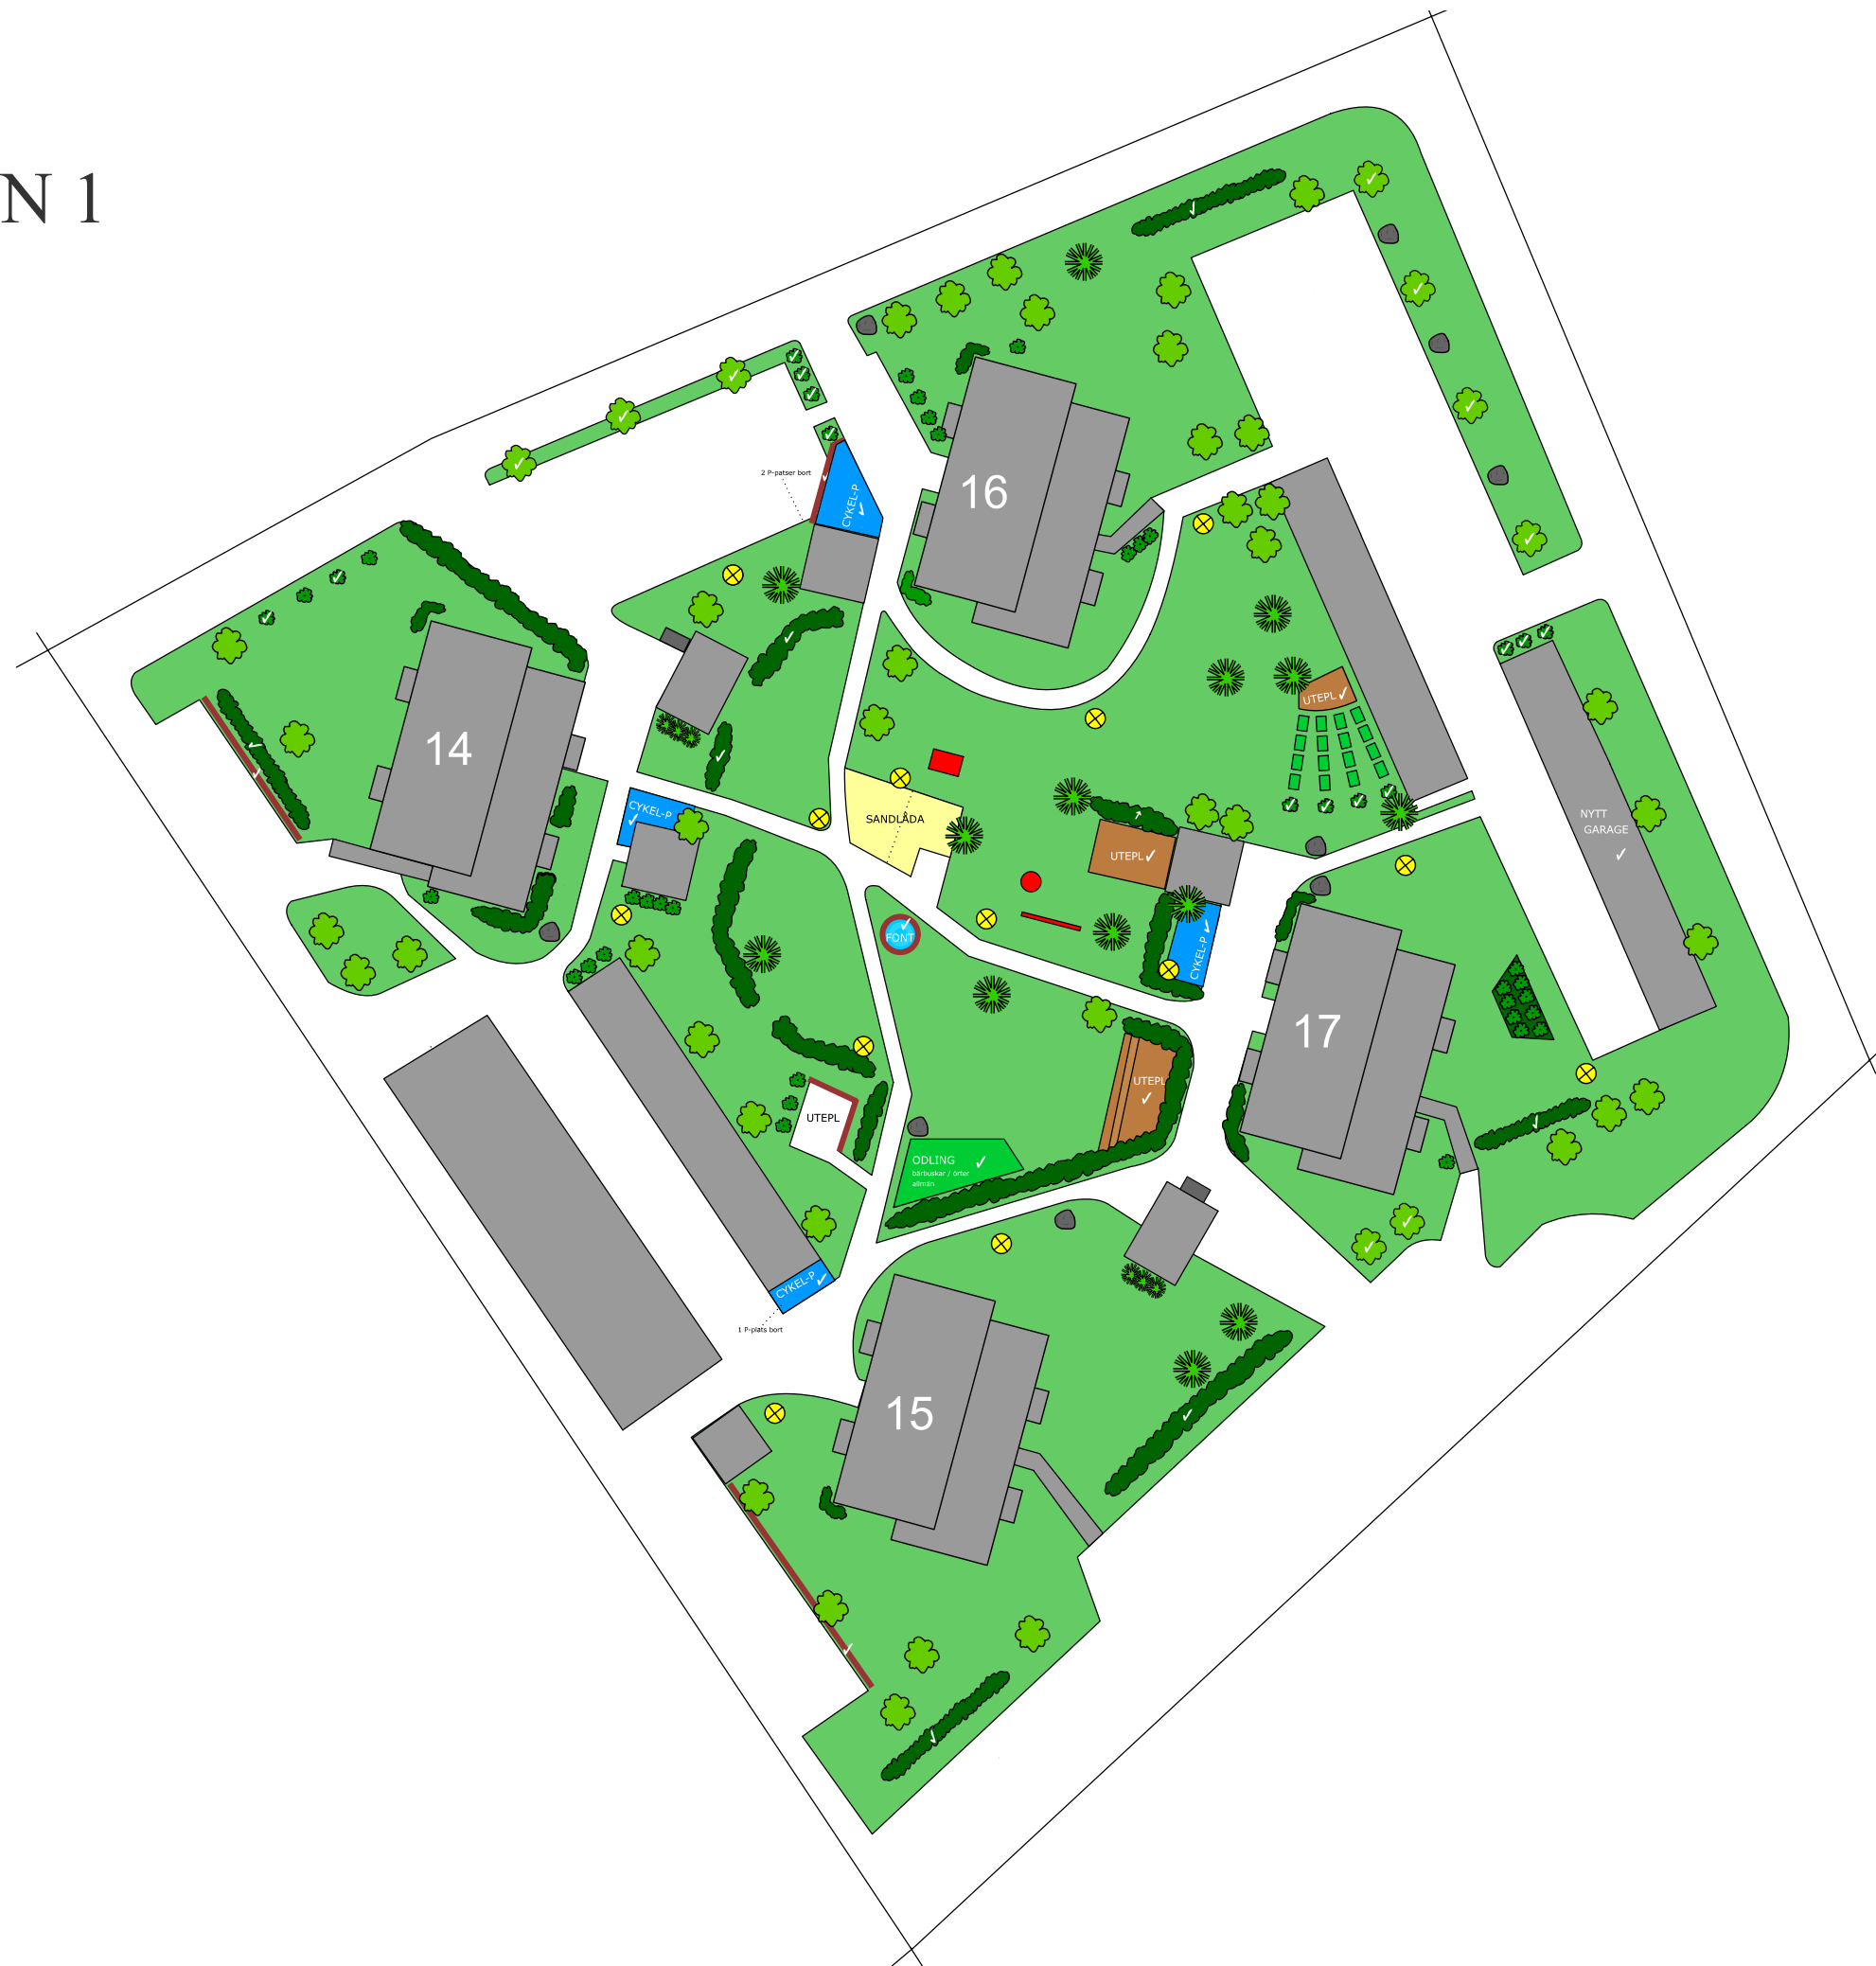 N 1
2 P-patser bort
CYKEL-P
16
UTEPL
14
CYKEL-P
SANDLÅDA
NYTT
GARAGE
UTEPL
FONT
CYKEL-P
17
UTEPL
UTEPL
ODLING
bärbuskar / örter
allmän
CYKEL-P
1 P-plats bort
15